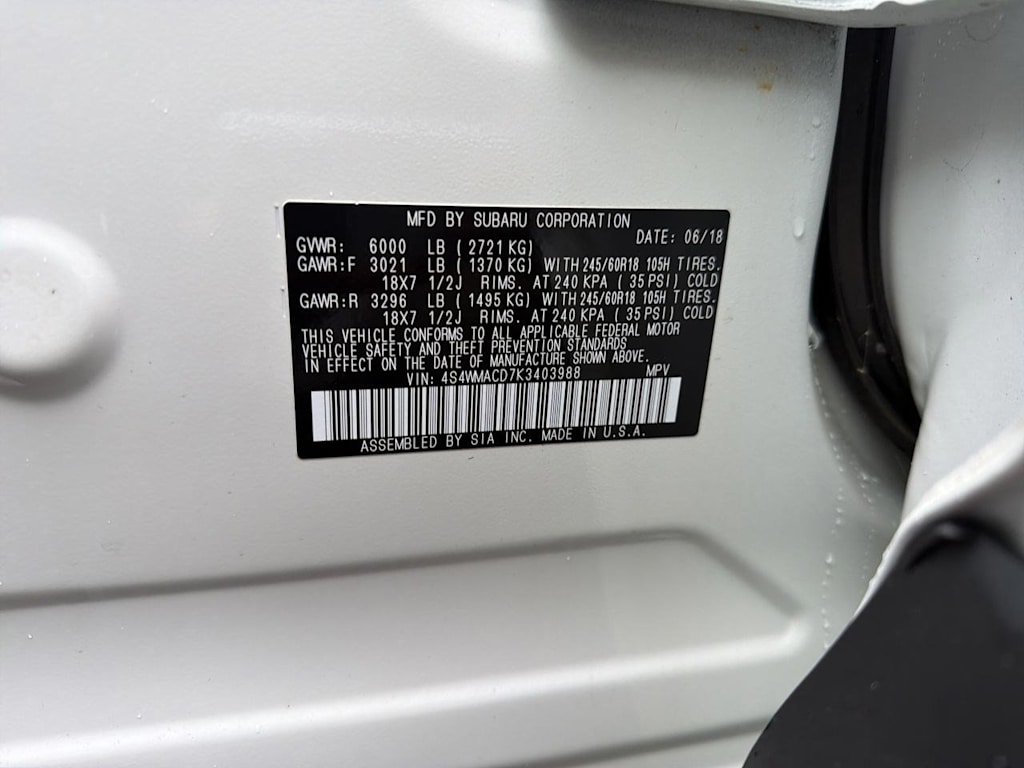 MFD BY SUBARU CORPORATION
DATE: 06/18
GVWR: 6000 LB ( 2721 KG)
GAWR:F 3021 LB ( 1370 KG) WITH 245/60R18 105H TIRES.
18X7 1/2J RIMS. AT 240 KPA ( 35 PSI) COLD
GAWR:R 3296 LB ( 1495 KG) WITH 245/60R18 105H TIRES.
18X7 1/2J RIMS. AT 240 KPA ( 35 PSI) COLD
THIS VEHICLE CONFORMS TO ALL APPLICABLE FEDERAL MOTOR
VEHICLE SAFETY AND THEFT PREVENTION STANDARDS
IN EFFECT ON THE DATE OF MANUFACTURE SHOWN ABOVE.
VIN: 4S4WMACD7K3403988 MPV
ASSEMBLED BY SIA INC. MADE IN U.S.A.